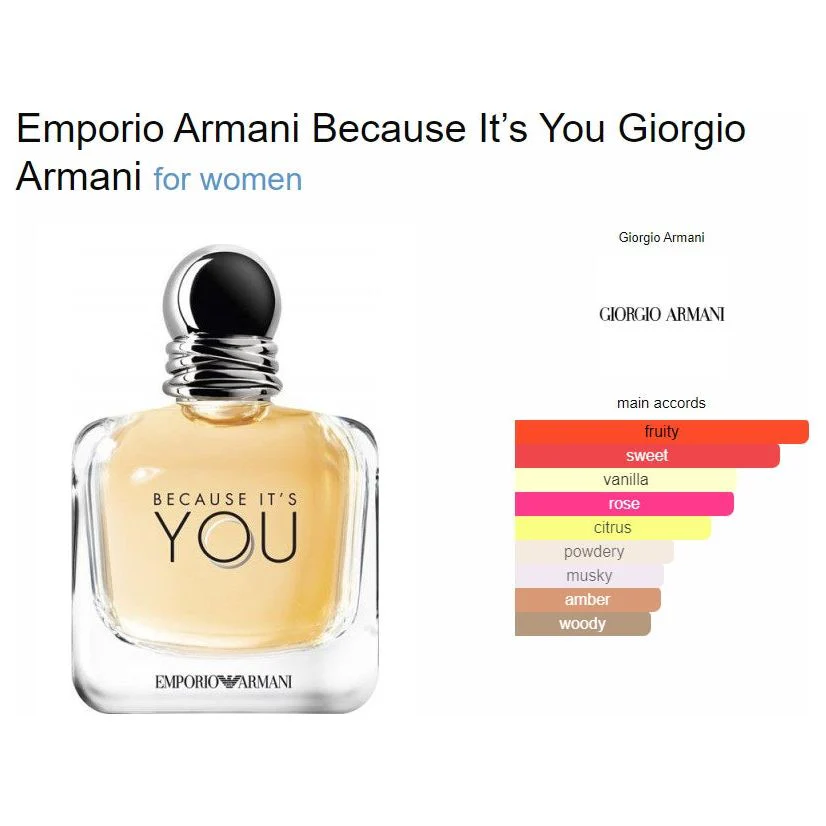 Emporio Armani Because It’s You Giorgio
Armani for women
Giorgio Armani
GIORGIO ARMANI
main accords
fruity
sweet
vanilla
rose
citrus
powdery
musky
amber
woody
BECAUSE IT’S
YOU
EMPORIO ARMANI